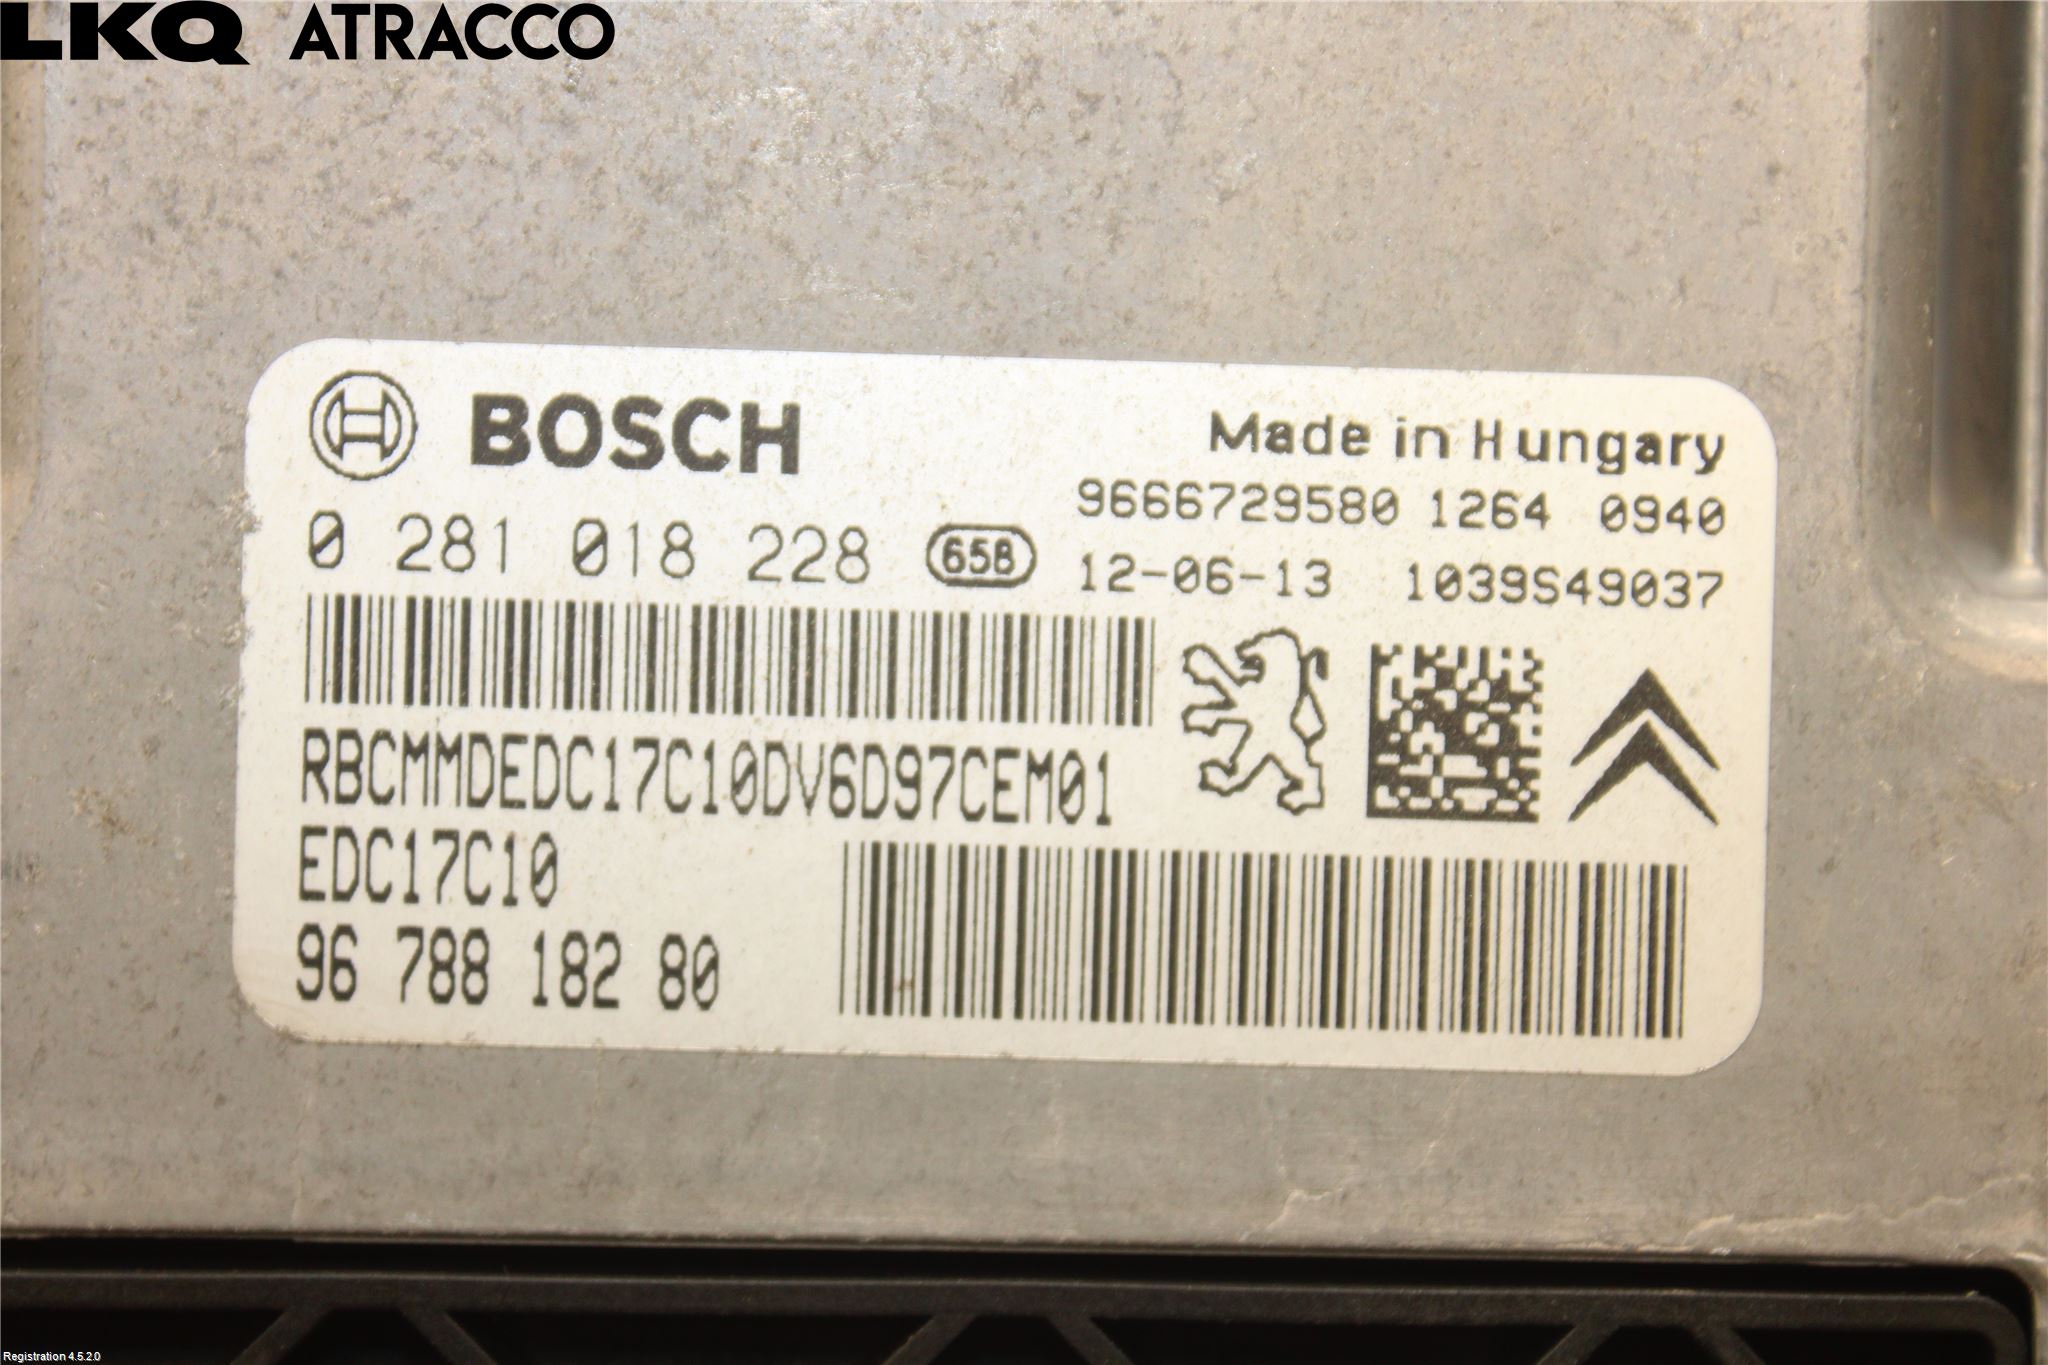 LKQ ATRACCO
BOSCH
Made in Hungary
9666729580 1264 0940
0 281 018 228 658
12-06-13 1039S49037
RBCMMDEDC17C10DV6D97CEM01
EDC17C10
96 788 182 80
Registration 4.5.2.0